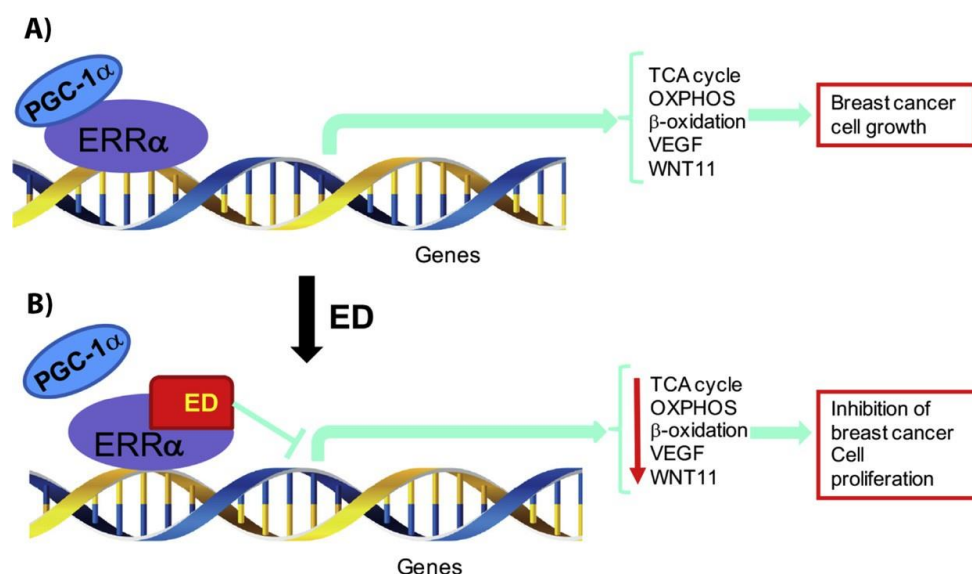 A)
PGC-1α
ERRα
TCA cycle
OXPHOS
β-oxidation
VEGF
WNT11
Breast cancer
cell growth
Genes
ED
B)
PGC-1α
ED
ERRα
TCA cycle
OXPHOS
β-oxidation
VEGF
WNT11
Inhibition of
breast cancer
Cell
proliferation
Genes